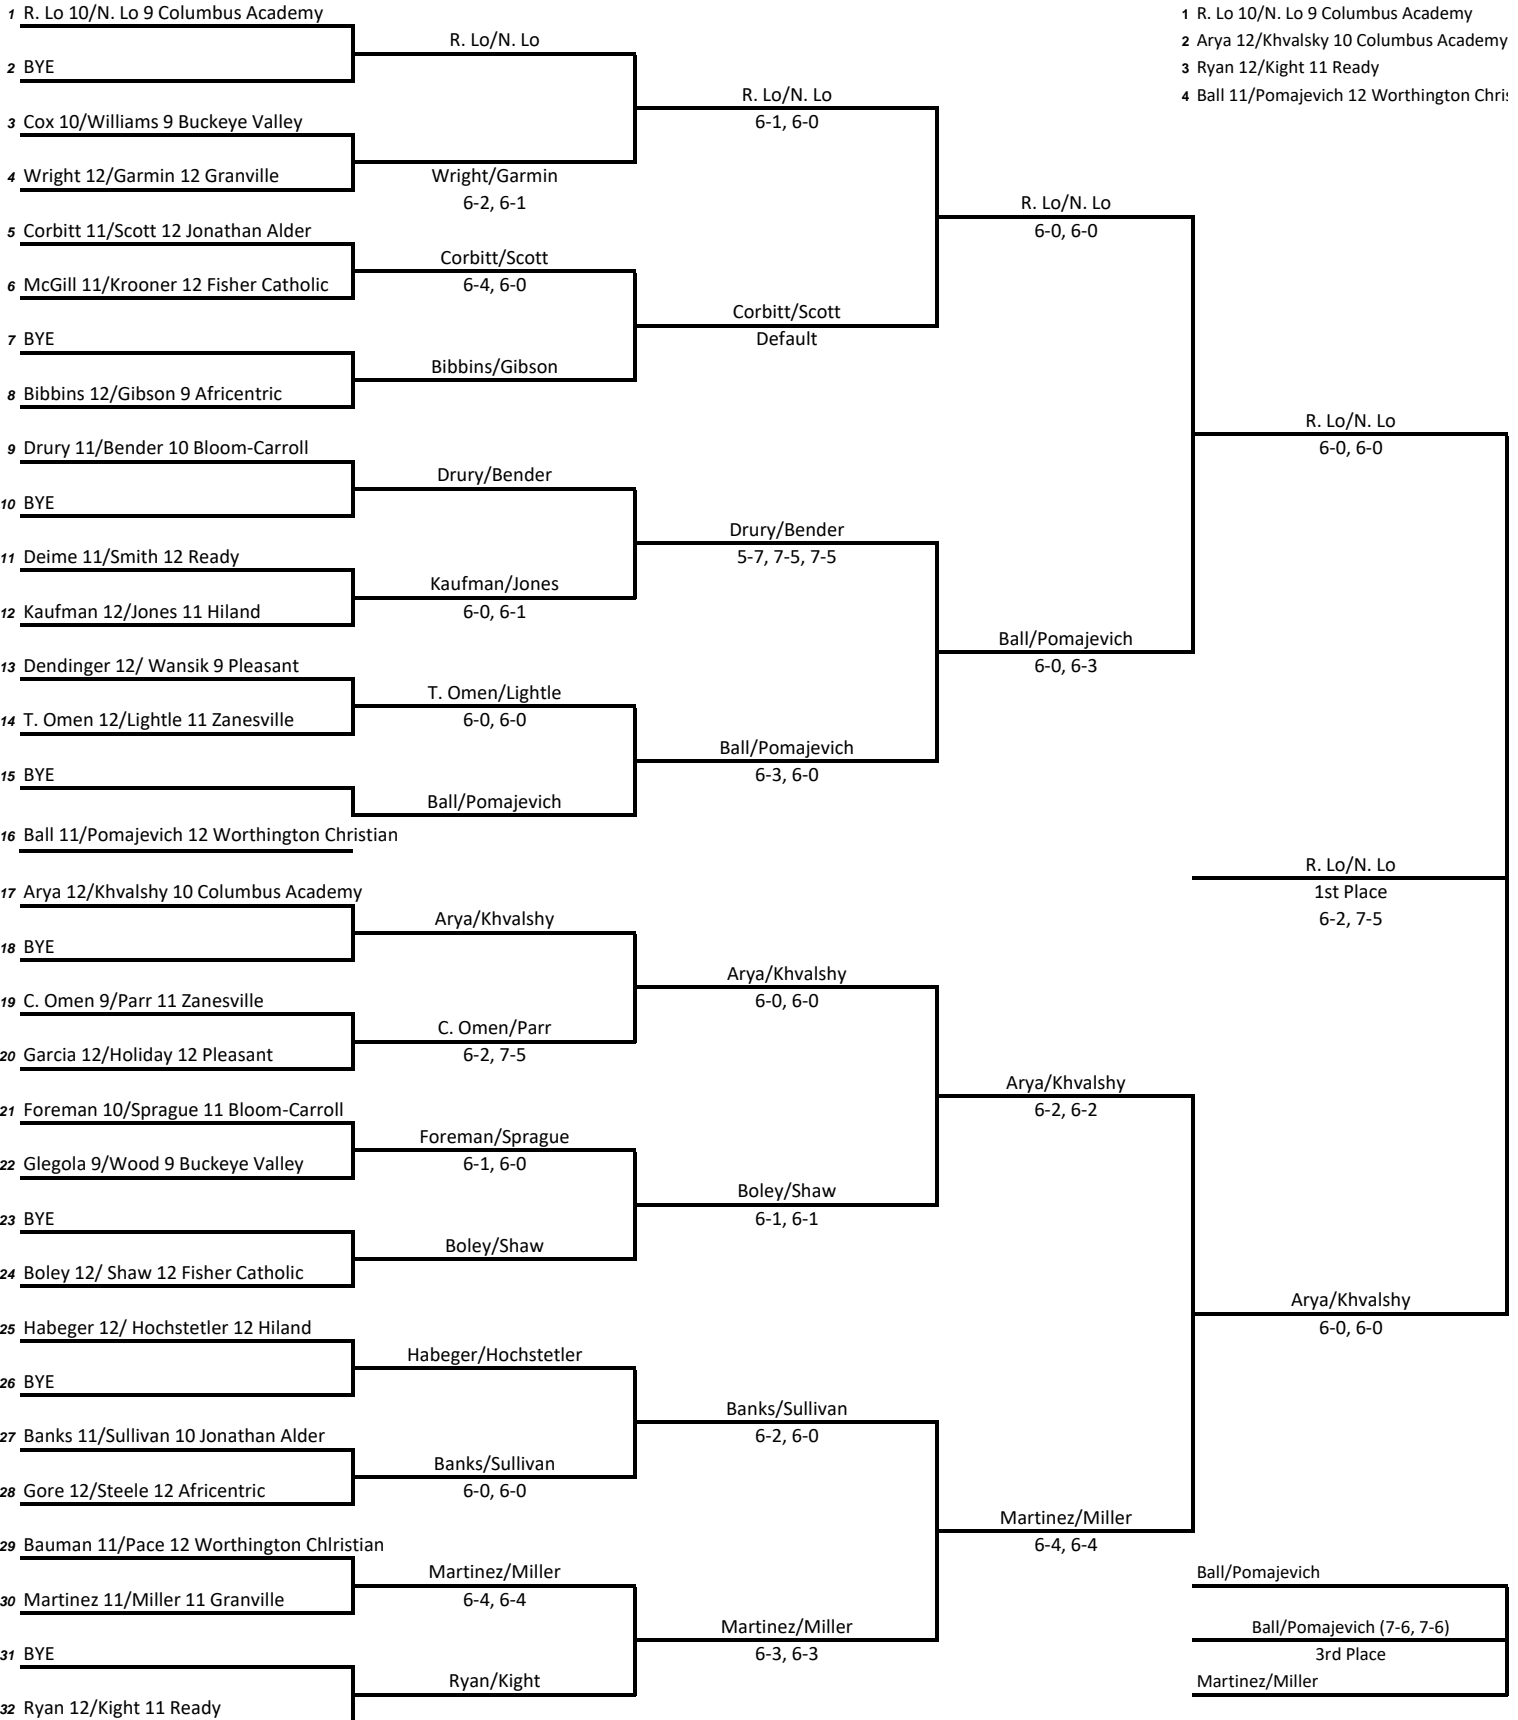 1 R. Lo 10/N. Lo 9 Columbus Academy
2 BYE
3 Cox 10/Williams 9 Buckeye Valley
4 Wright 12/Garmin 12 Granville
5 Corbitt 11/Scott 12 Jonathan Alder
6 McGill 11/Krooner 12 Fisher Catholic
7 BYE
8 Bibbins 12/Gibson 9 Africentric
9 Drury 11/Bender 10 Bloom-Carroll
10 BYE
11 Deime 11/Smith 12 Ready
12 Kaufman 12/Jones 11 Hiland
13 Dendinger 12/ Wansik 9 Pleasant
14 T. Omen 12/Lightle 11 Zanesville
15 BYE
16 Ball 11/Pomajevich 12 Worthington Christian
17 Arya 12/Khvalshy 10 Columbus Academy
18 BYE
19 C. Omen 9/Parr 11 Zanesville
20 Garcia 12/Holiday 12 Pleasant
21 Foreman 10/Sprague 11 Bloom-Carroll
22 Glegola 9/Wood 9 Buckeye Valley
23 BYE
24 Boley 12/ Shaw 12 Fisher Catholic
25 Habeger 12/ Hochstetler 12 Hiland
26 BYE
27 Banks 11/Sullivan 10 Jonathan Alder
28 Gore 12/Steele 12 Africentric
29 Bauman 11/Pace 12 Worthington Chlristian
30 Martinez 11/Miller 11 Granville
31 BYE
32 Ryan 12/Kight 11 Ready
R. Lo/N. Lo
Wright/Garmin
6-2, 6-1
Corbitt/Scott
6-4, 6-0
Bibbins/Gibson
Drury/Bender
Kaufman/Jones
6-0, 6-1
T. Omen/Lightle
6-0, 6-0
Ball/Pomajevich
Arya/Khvalshy
C. Omen/Parr
6-2, 7-5
Foreman/Sprague
6-1, 6-0
Boley/Shaw
Habeger/Hochstetler
Banks/Sullivan
6-0, 6-0
Martinez/Miller
6-4, 6-4
Ryan/Kight
R. Lo/N. Lo
6-1, 6-0
Corbitt/Scott
Default
Drury/Bender
5-7, 7-5, 7-5
Ball/Pomajevich
6-3, 6-0
Arya/Khvalshy
6-0, 6-0
Boley/Shaw
6-1, 6-1
Banks/Sullivan
6-2, 6-0
Martinez/Miller
6-3, 6-3
R. Lo/N. Lo
6-0, 6-0
Ball/Pomajevich
6-0, 6-3
Arya/Khvalshy
6-2, 6-2
Martinez/Miller
6-4, 6-4
1 R. Lo 10/N. Lo 9 Columbus Academy
2 Arya 12/Khvalsky 10 Columbus Academy
3 Ryan 12/Kight 11 Ready
4 Ball 11/Pomajevich 12 Worthington Chris
R. Lo/N. Lo
6-0, 6-0
R. Lo/N. Lo
1st Place
6-2, 7-5
Arya/Khvalshy
6-0, 6-0
Ball/Pomajevich
Ball/Pomajevich (7-6, 7-6)
3rd Place
Martinez/Miller